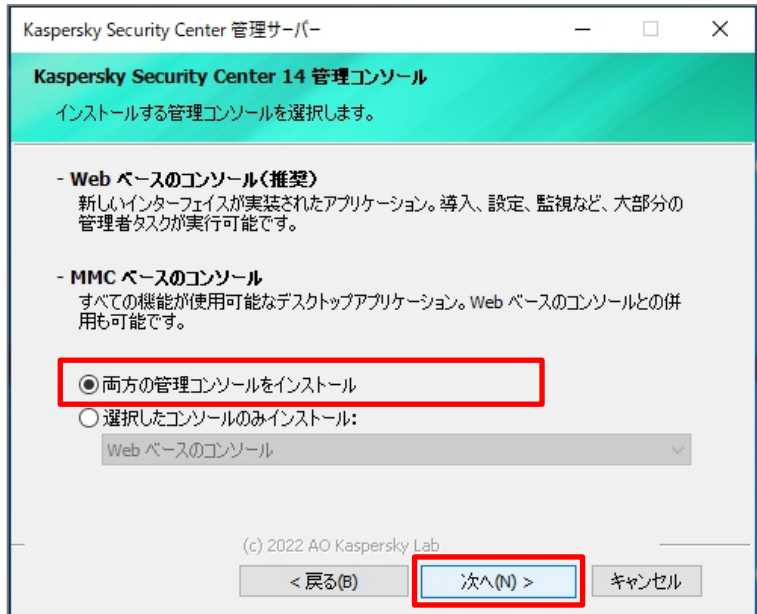 Kaspersky Security Center 管理サーバー
Kaspersky Security Center 14 管理コンソール
インストールする管理コンソールを選択します。
- Web ベースのコンソール(推奨)
新しいインターフェイスが実装されたアプリケーション。導入、設定、監視など、大部分の
管理者タスクが実行可能です。
- MMC ベースのコンソール
すべての機能が使用可能なデスクトップアプリケーション。Web ベースのコンソールとの併
用も可能です。
両方の管理コンソールをインストール
選択したコンソールのみインストール:
Web ベースのコンソール
(c) 2022 AO Kaspersky Lab
< 戻る(B)
次へ(N) >
キャンセル